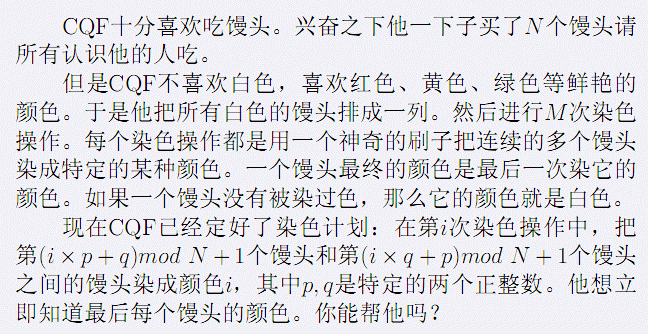 CQF十分喜欢吃馒头。兴奋之下他一下子买了N个馒头请
所有认识他的人吃。
但是CQF不喜欢白色，喜欢红色、黄色、绿色等鲜艳的
颜色。于是他把所有白色的馒头排成一列。然后进行M次染色
操作。每个染色操作都是用一个神奇的刷子把连续的多个馒头
染成特定的某种颜色。一个馒头最终的颜色是最后一次染它的
颜色。如果一个馒头没有被染过色，那么它的颜色就是白色。
现在CQF已经定好了染色计划：在第i次染色操作中，把
第(i × p + q)mod N + 1个馒头和第(i × q + p)mod N + 1个馒头
之间的馒头染成颜色i，其中p, q是特定的两个正整数。他想立
即知道最后每个馒头的颜色。你能帮他吗？